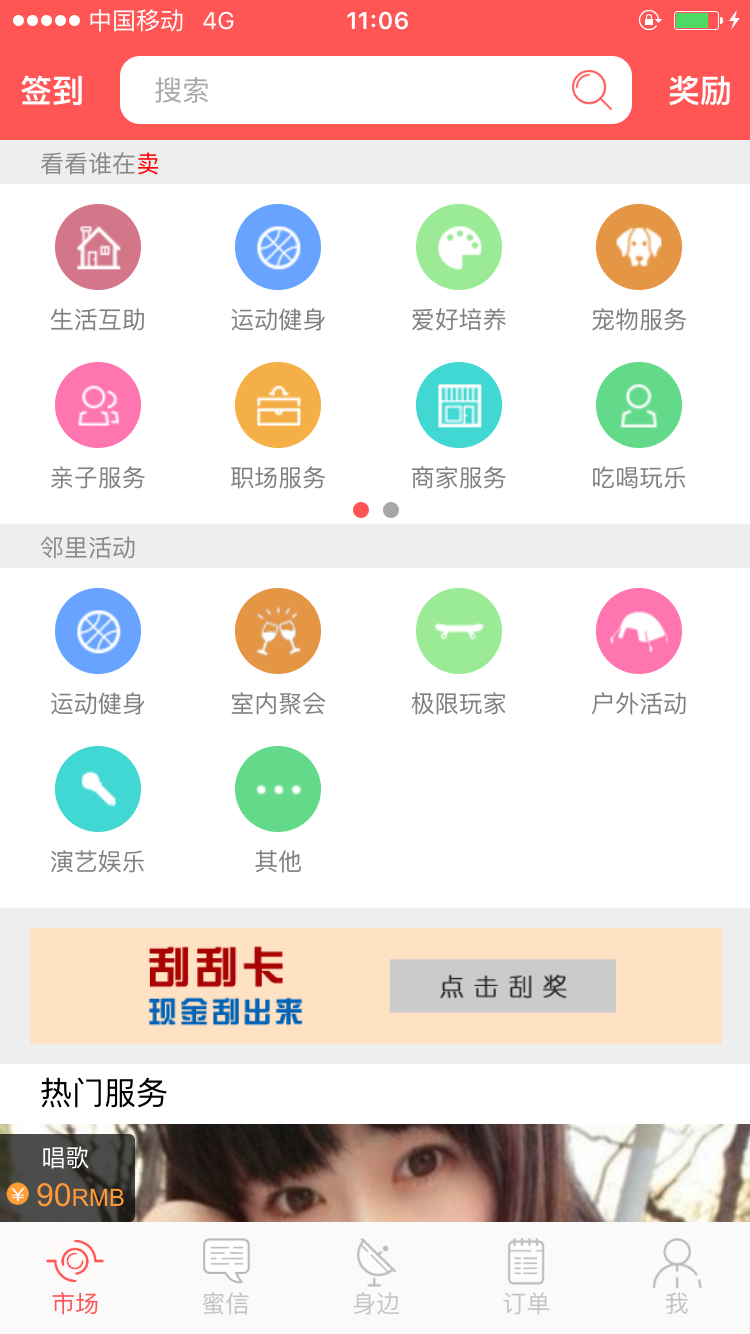 中国移动 4G 11:06
签到 搜索 奖励
看看谁在卖
生活互助 运动健身 爱好培养 宠物服务
亲子服务 职场服务 商家服务 吃喝玩乐
邻里活动
运动健身 室内聚会 极限玩家 户外活动
演艺娱乐 其他
刮刮卡
现金刮出来
点击刮奖
热门服务
唱歌
¥ 90RMB
市场 蜜信 身边 订单 我